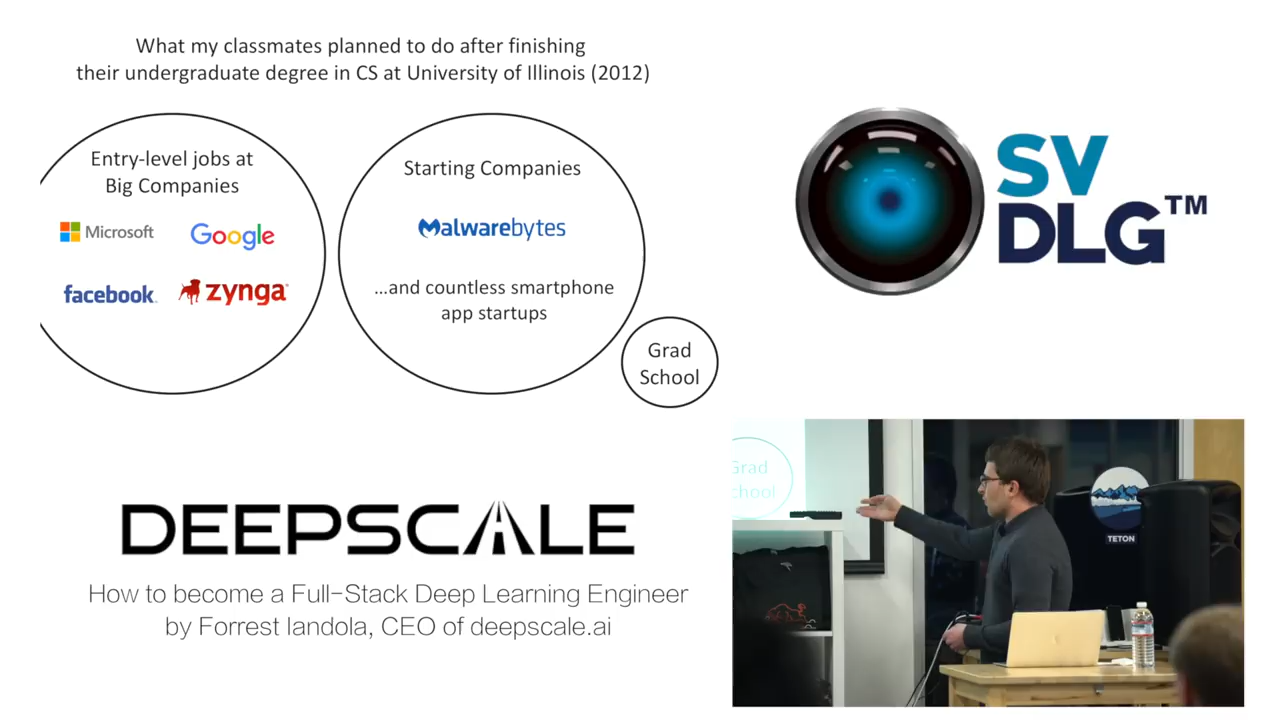 What my classmates planned to do after finishing
their undergraduate degree in CS at University of Illinois (2012)
Entry-level jobs at
Big Companies
Microsoft
Google
facebook
zynga
Starting Companies
Malwarebytes
...and countless smartphone
app startups
Grad
School
SV
DLG™
DEEPSCALE
How to become a Full-Stack Deep Learning Engineer
by Forrest Iandola, CEO of deepscale.ai
Grad
School
TETON